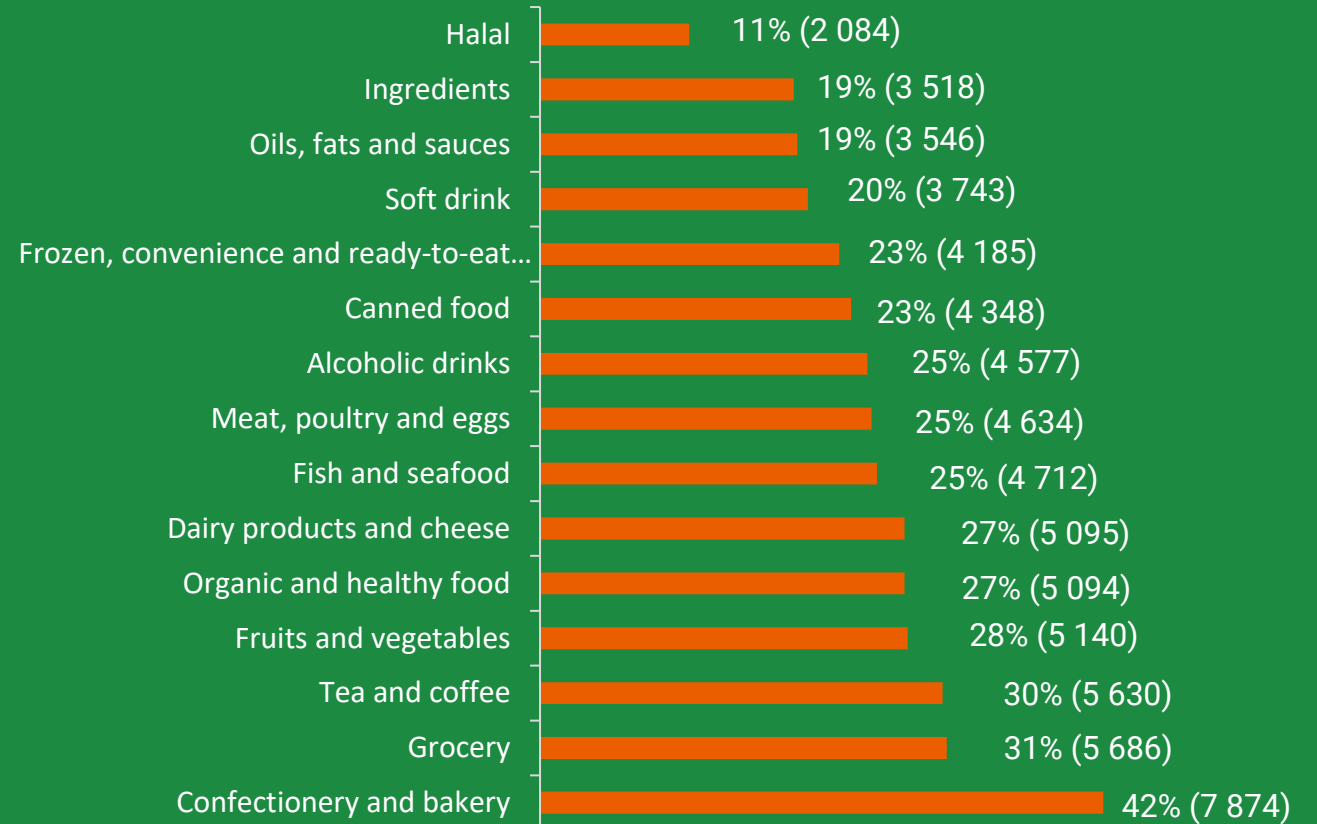 Halal 11% (2 084)
Ingredients 19% (3 518)
Oils, fats and sauces 19% (3 546)
Soft drink 20% (3 743)
Frozen, convenience and ready-to-eat... 23% (4 185)
Canned food 23% (4 348)
Alcoholic drinks 25% (4 577)
Meat, poultry and eggs 25% (4 634)
Fish and seafood 25% (4 712)
Dairy products and cheese 27% (5 095)
Organic and healthy food 27% (5 094)
Fruits and vegetables 28% (5 140)
Tea and coffee 30% (5 630)
Grocery 31% (5 686)
Confectionery and bakery 42% (7 874)